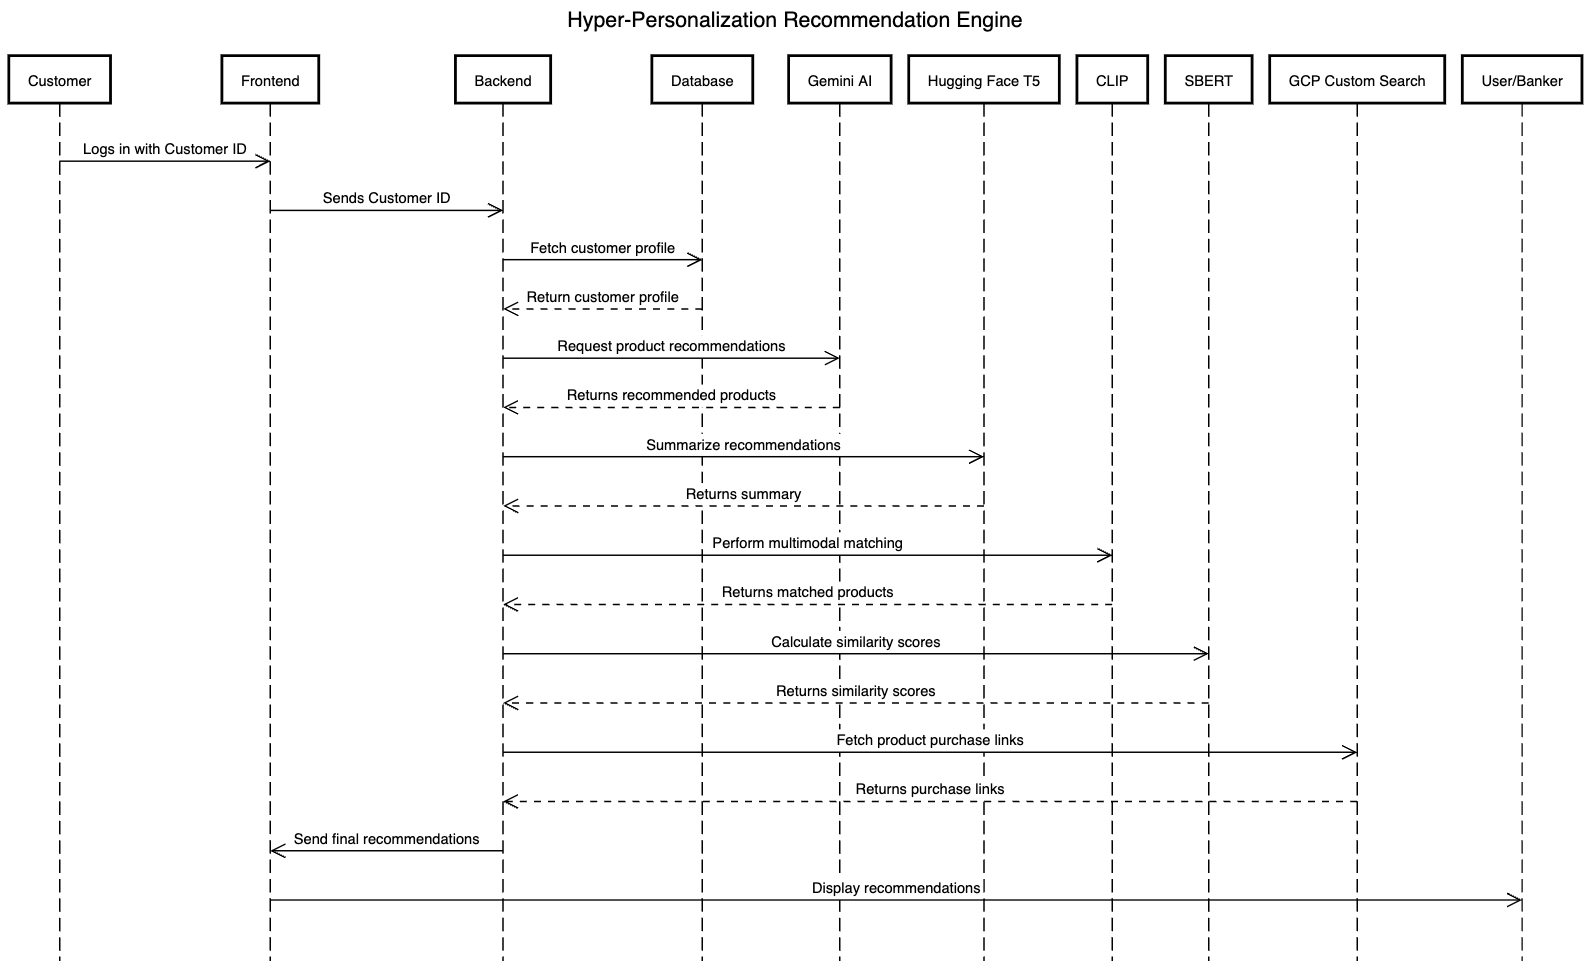 Hyper-Personalization Recommendation Engine
Customer
Frontend
Backend
Database
Gemini AI
Hugging Face T5
CLIP
SBERT
GCP Custom Search
User/Banker
Logs in with Customer ID
Sends Customer ID
Fetch customer profile
Return customer profile
Request product recommendations
Returns recommended products
Summarize recommendations
Returns summary
Perform multimodal matching
Returns matched products
Calculate similarity scores
Returns similarity scores
Fetch product purchase links
Returns purchase links
Send final recommendations
Display recommendations